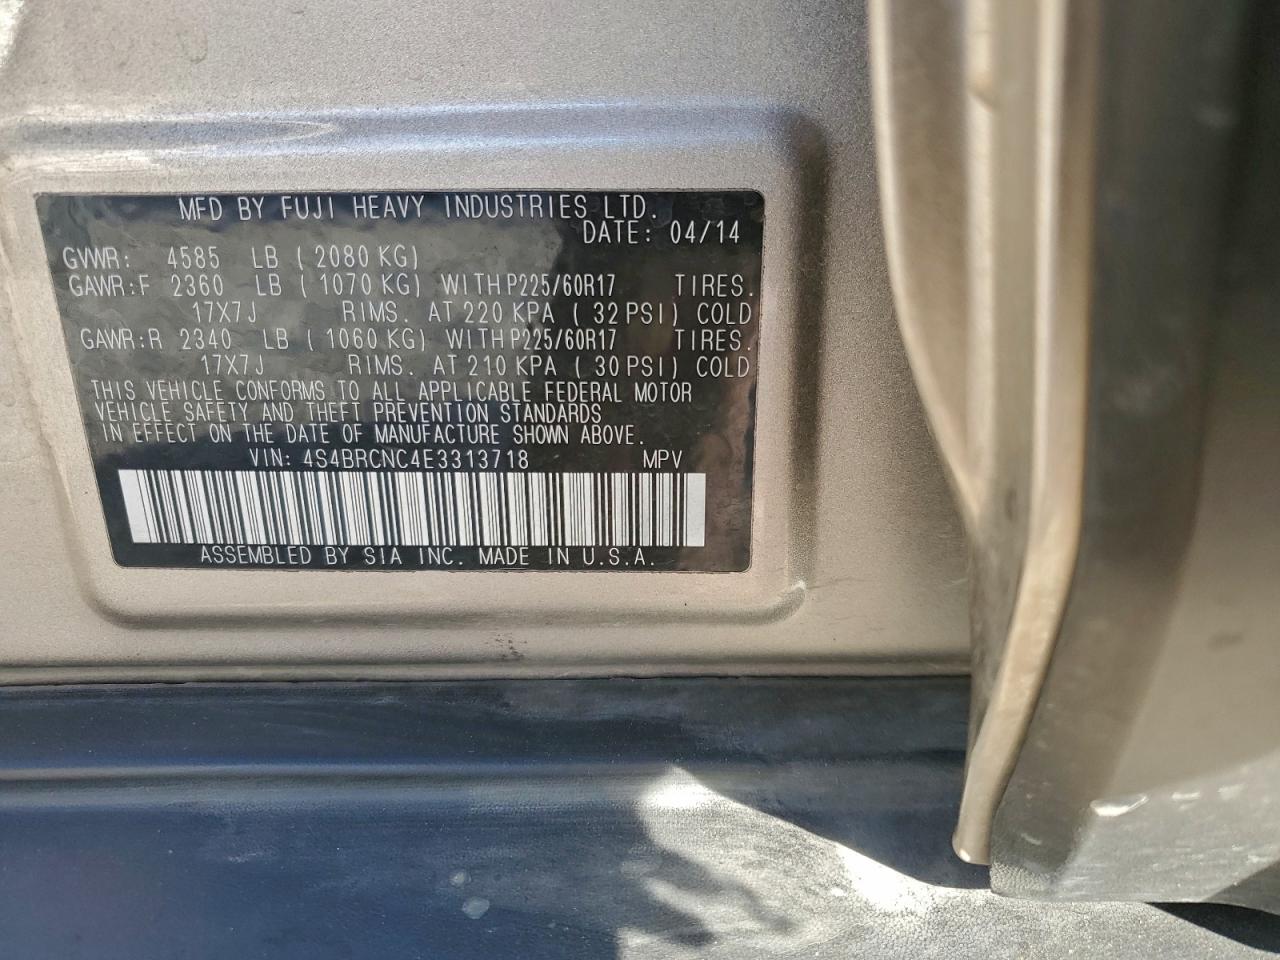 MFD BY FUJI HEAVY INDUSTRIES LTD.
DATE: 04/14
GVWR: 4585 LB ( 2080 KG)
GAWR:F 2360 LB ( 1070 KG) WITH P225/60R17 TIRES.
17X7J RIMS. AT 220 KPA ( 32 PSI) COLD
GAWR:R 2340 LB ( 1060 KG) WITH P225/60R17 TIRES.
17X7J RIMS. AT 210 KPA ( 30 PSI) COLD
THIS VEHICLE CONFORMS TO ALL APPLICABLE FEDERAL MOTOR
VEHICLE SAFETY AND THEFT PREVENTION STANDARDS
IN EFFECT ON THE DATE OF MANUFACTURE SHOWN ABOVE.
VIN: 4S4BRCNC4E3313718 MPV
ASSEMBLED BY SIA INC. MADE IN U.S.A.